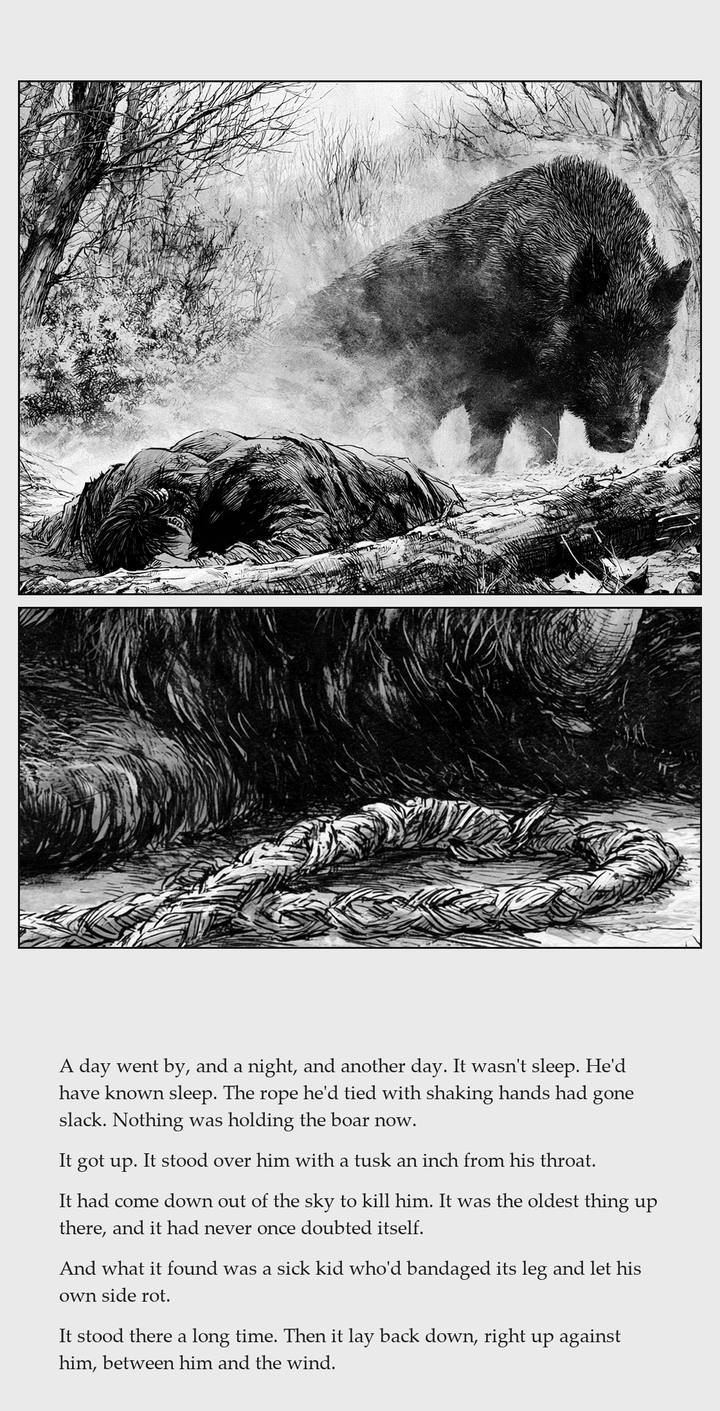 A day went by, and a night, and another day. It wasn't sleep. He'd
have known sleep. The rope he'd tied with shaking hands had gone
slack. Nothing was holding the boar now.
It got up. It stood over him with a tusk an inch from his throat.
It had come down out of the sky to kill him. It was the oldest thing up
there, and it had never once doubted itself.
And what it found was a sick kid who'd bandaged its leg and let his
own side rot.
It stood there a long time. Then it lay back down, right up against
him, between him and the wind.